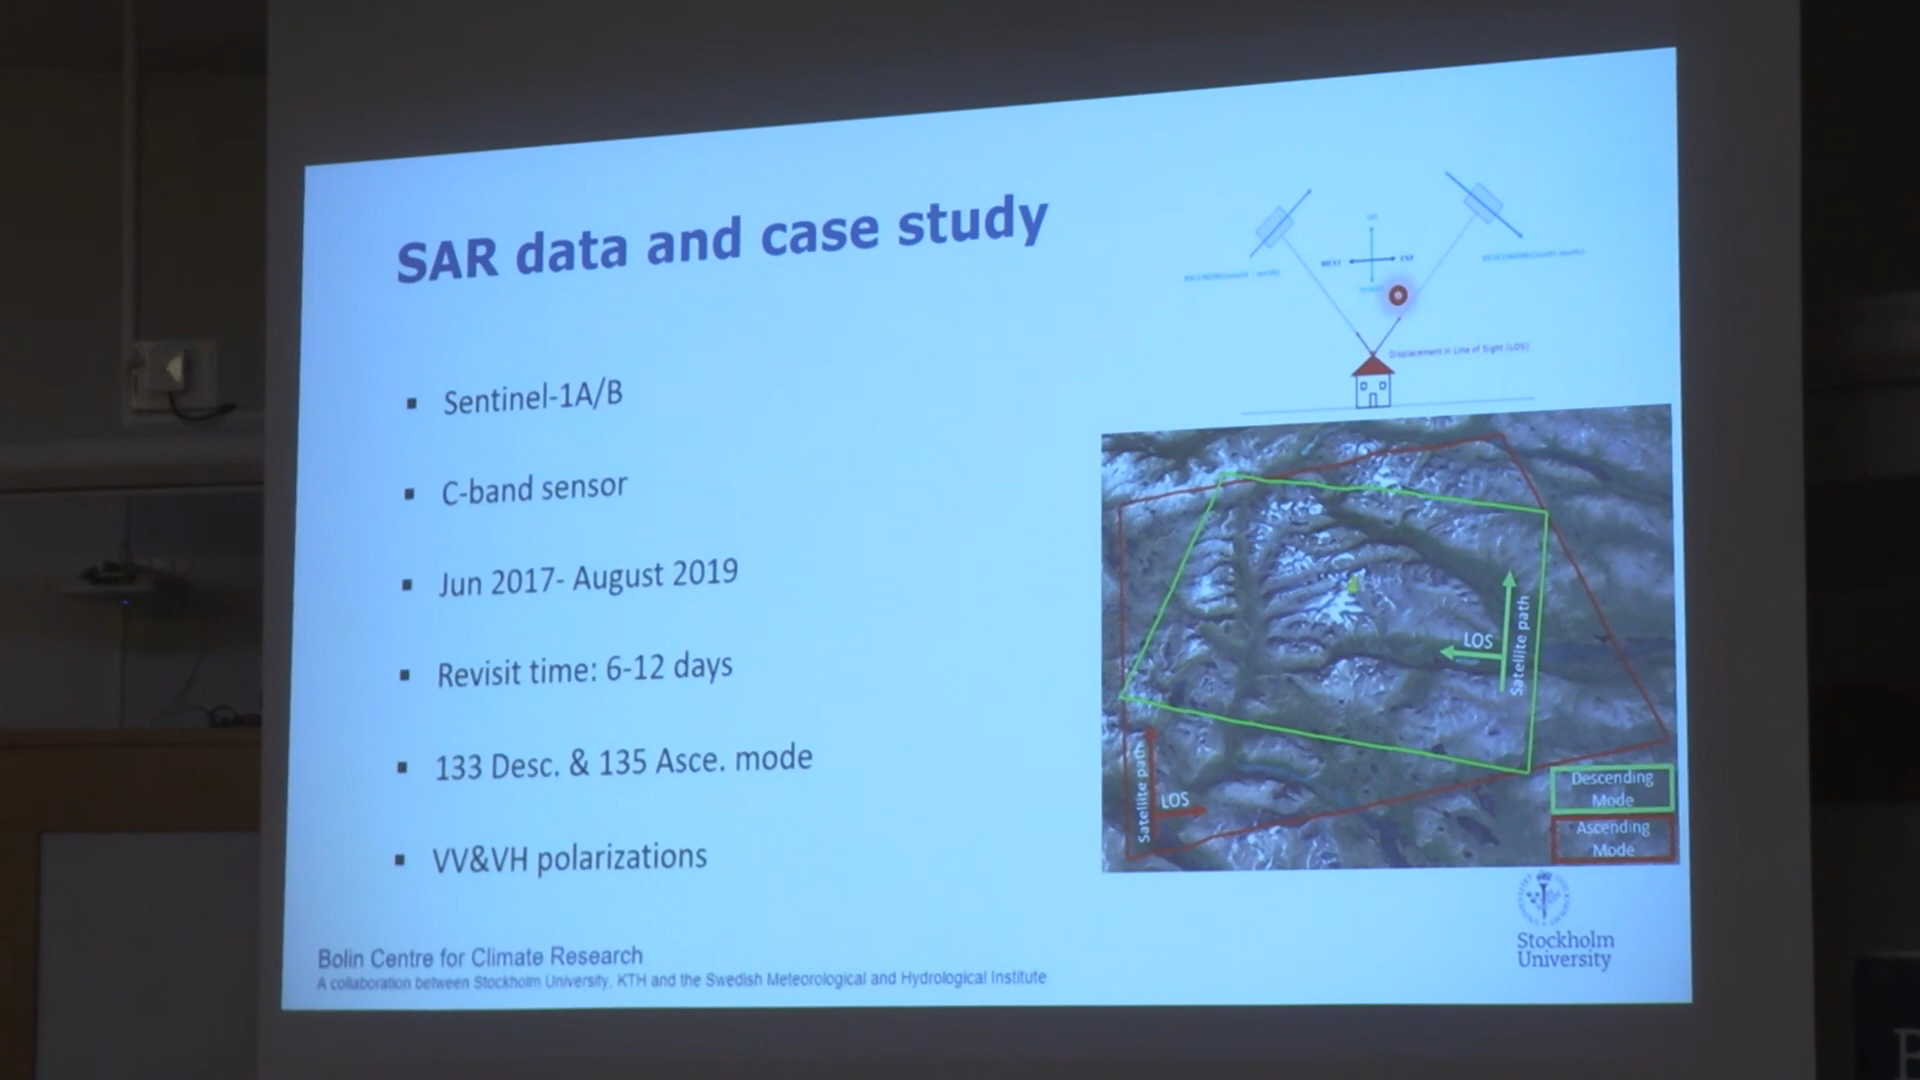 SAR data and case study
WEST
EST
Displacement in Line of Sight (LOS)
▪ Sentinel-1A/B
▪ C-band sensor
▪ Jun 2017- August 2019
▪ Revisit time: 6-12 days
▪ 133 Desc. & 135 Asce. mode
▪ VV&VH polarizations
LOS
Satellite path
Satellite path
LOS
Descending
Mode
Ascending
Mode
Stockholm
University
Bolin Centre for Climate Research
A collaboration between Stockholm University, KTH and the Swedish Meteorological and Hydrological Institute